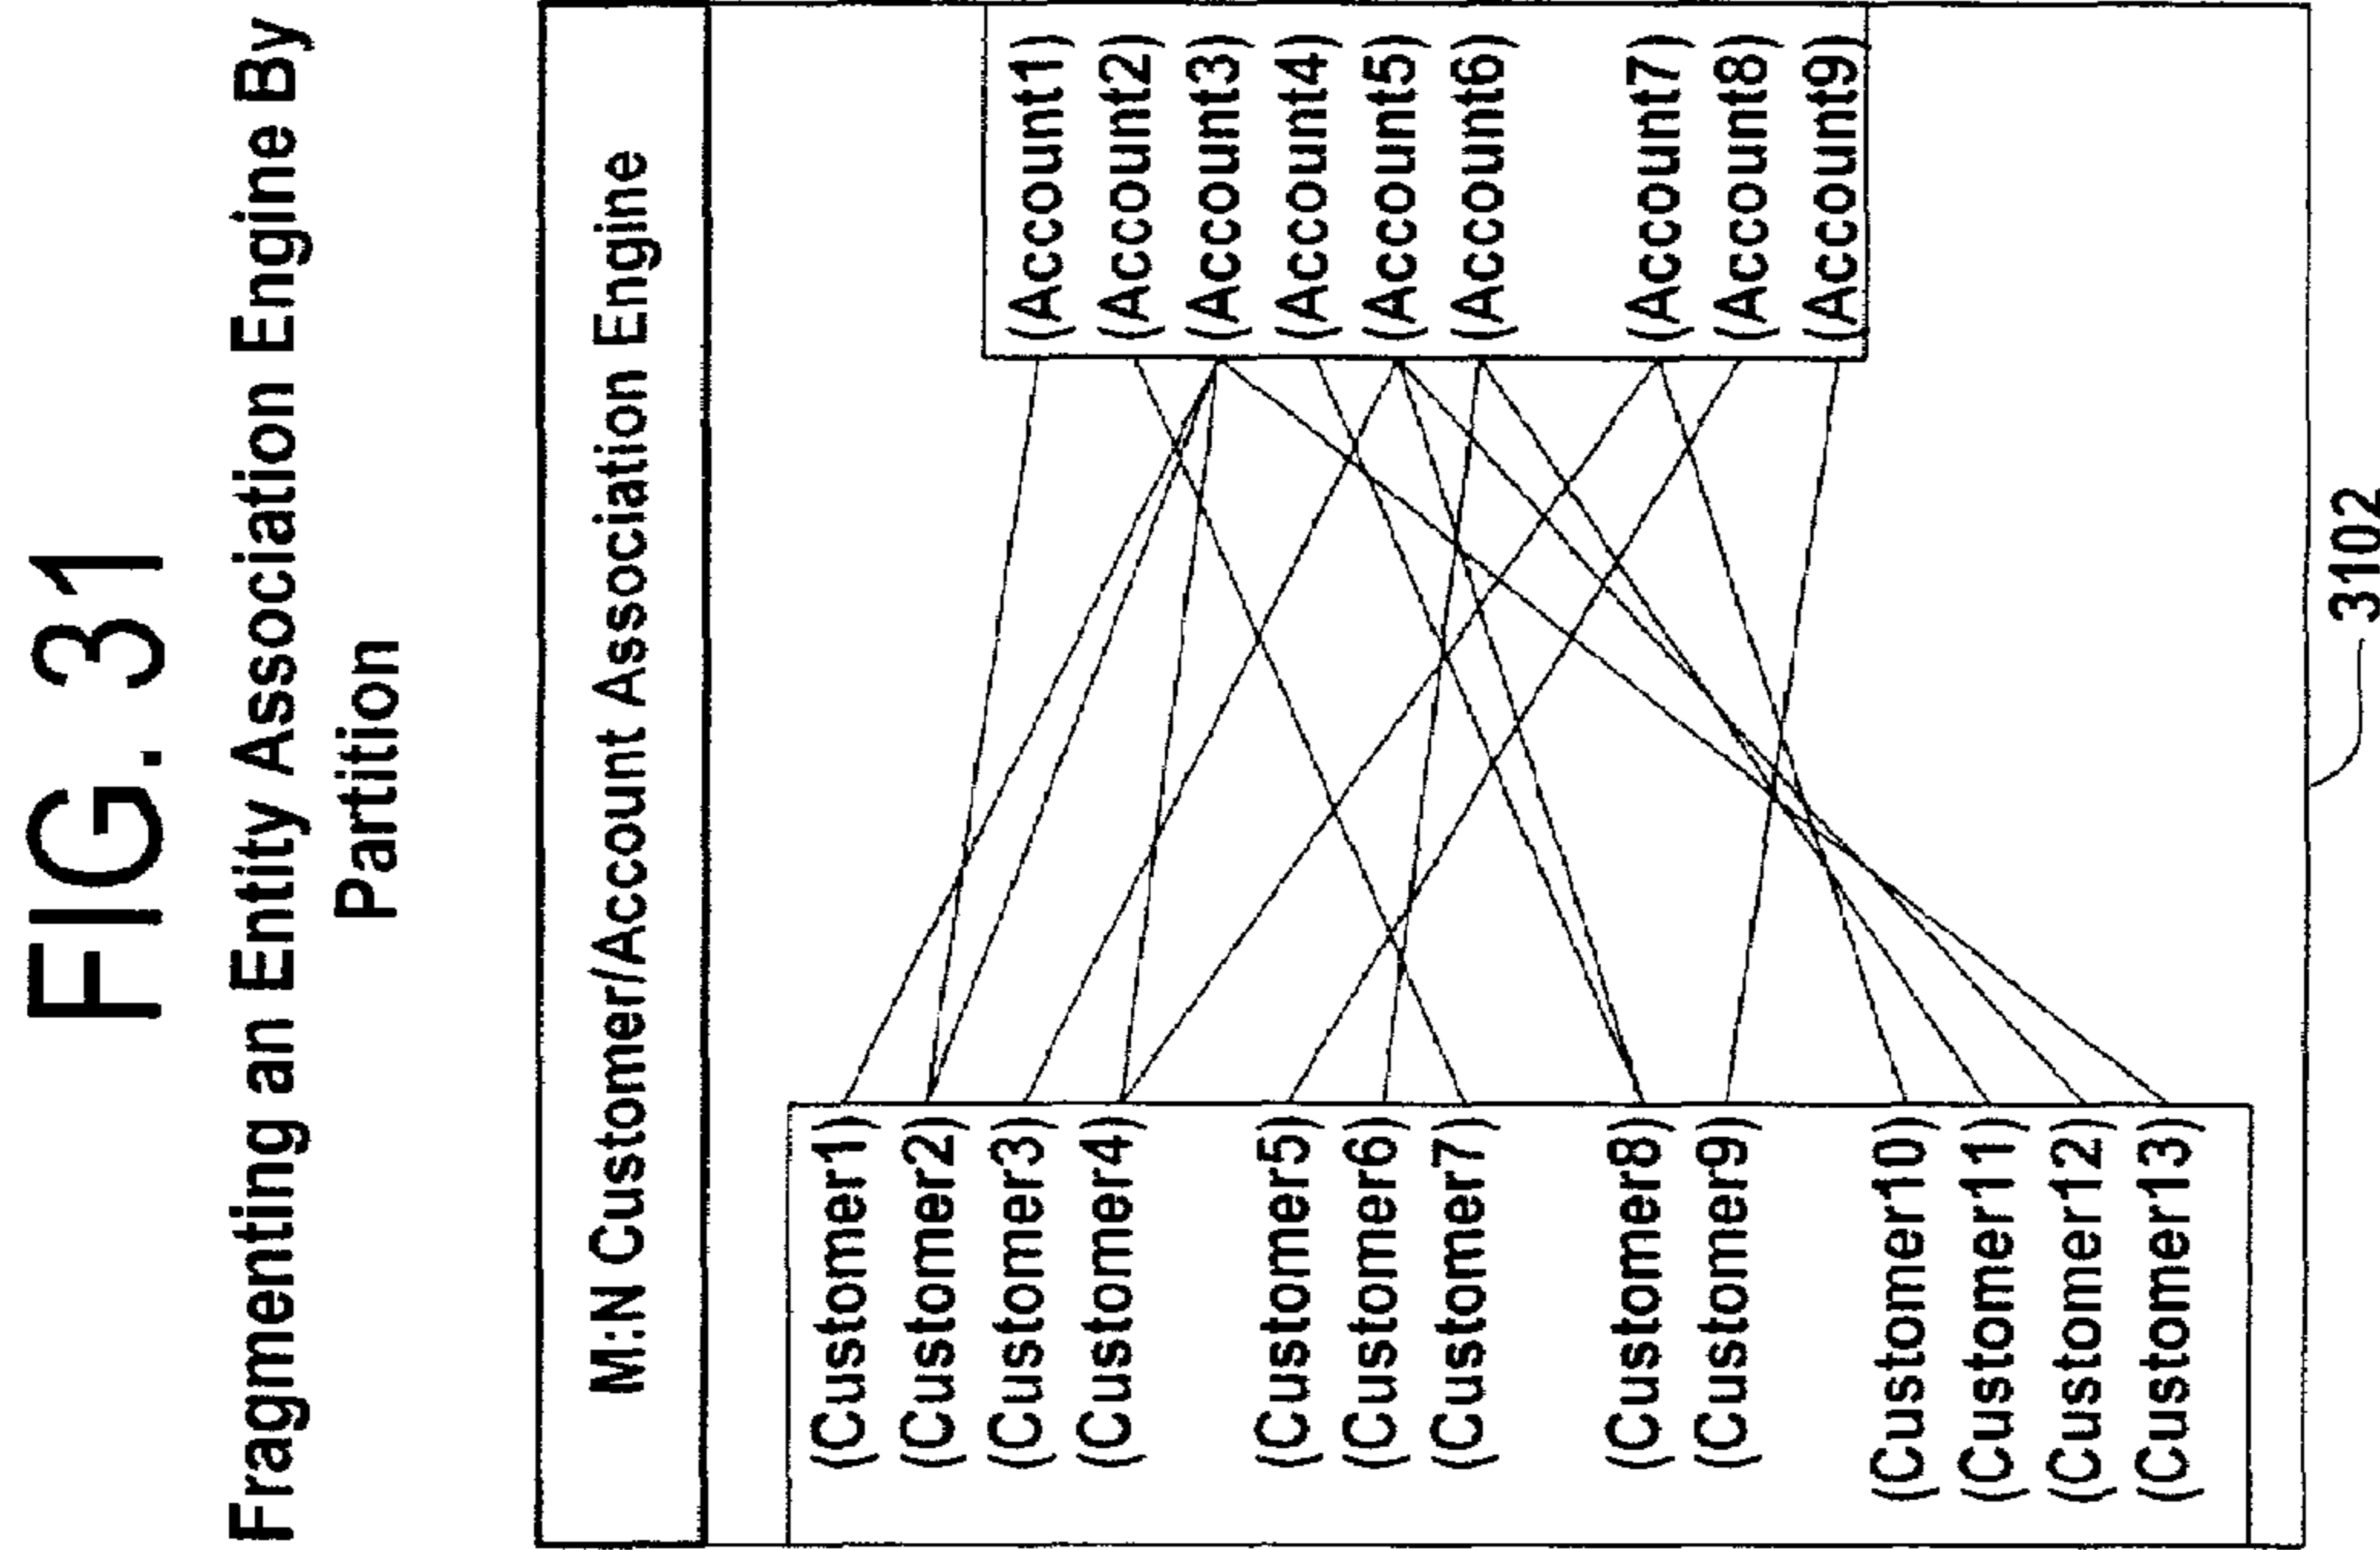 FIG. 31
Fragmenting an Entity Association Engine By
Partition
M:N Customer/Account Association Engine
(Customer1)
(Customer2)
(Customer3)
(Customer4)
(Customer5)
(Customer6)
(Customer7)
(Customer8)
(Customer9)
(Customer10)
(Customer11)
(Customer12)
(Customer13)
(Account1)
(Account2)
(Account3)
(Account4)
(Account5)
(Account6)
(Account7)
(Account8)
(Account9)
3102